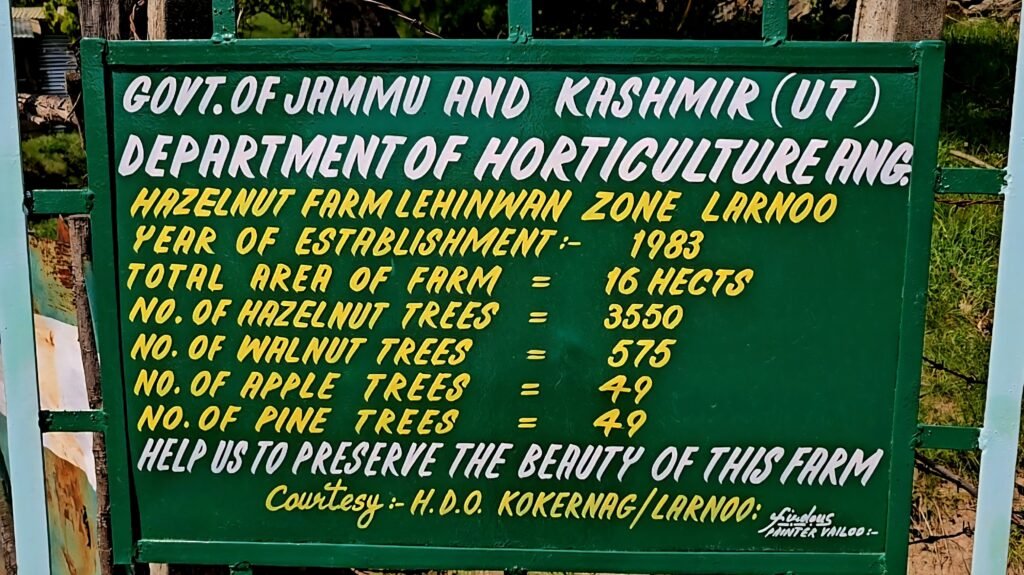 GOVT. OF JAMMU AND KASHMIR (UT)
DEPARTMENT OF HORTICULTURE ANG.
HAZELNUT FARM LEHINWAN ZONE LARNOO
YEAR OF ESTABLISHMENT :- 1983
TOTAL AREA OF FARM = 16 HECTS
NO. OF HAZELNUT TREES = 3550
NO. OF WALNUT TREES = 575
NO. OF APPLE TREES = 49
NO. OF PINE TREES = 49
HELP US TO PRESERVE THE BEAUTY OF THIS FARM
Courtesy :- H.D.O. KOKERNAG/LARNOO:
firdous
PAINTER VAILOO :-